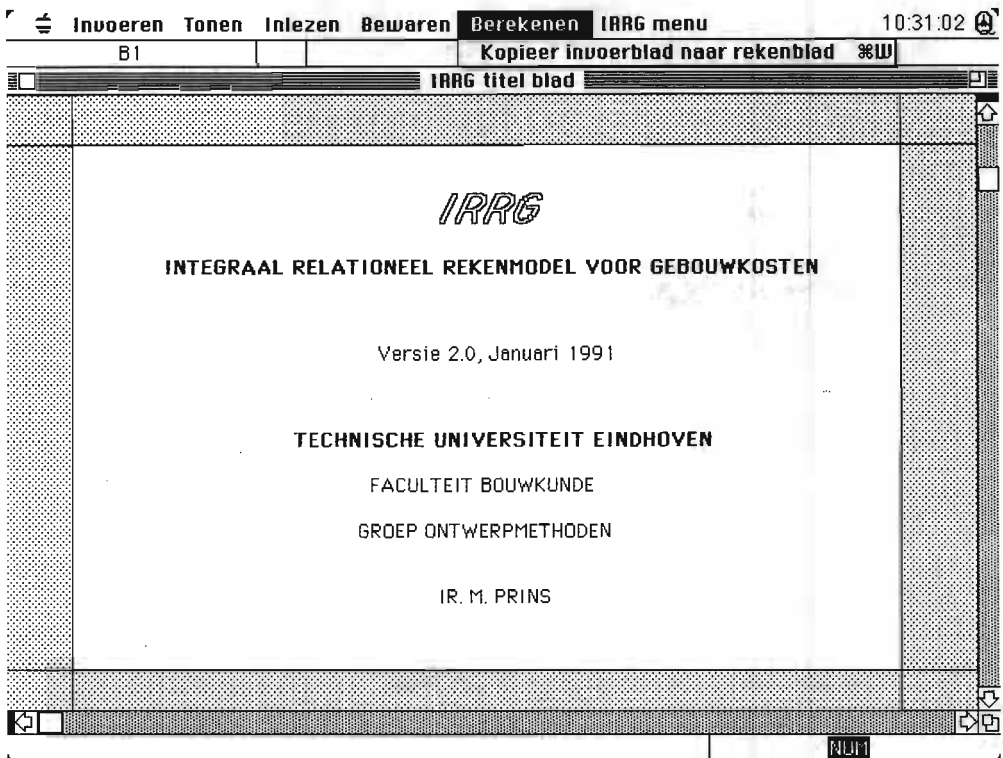 Invoeren Tonen Inlezen Bewaren Berekenen IRRG menu 10:31:02
B1 Kopieer invoerblad naar rekenblad ⌘W
IRRG titel blad
IRRG
INTEGRAAL RELATIONEEL REKENMODEL VOOR GEBOUWKOSTEN
Versie 2.0, Januari 1991
TECHNISCHE UNIVERSITEIT EINDHOVEN
FACULTEIT BOUWKUNDE
GROEP ONTWERPMETHODEN
IR. M. PRINS
NUM